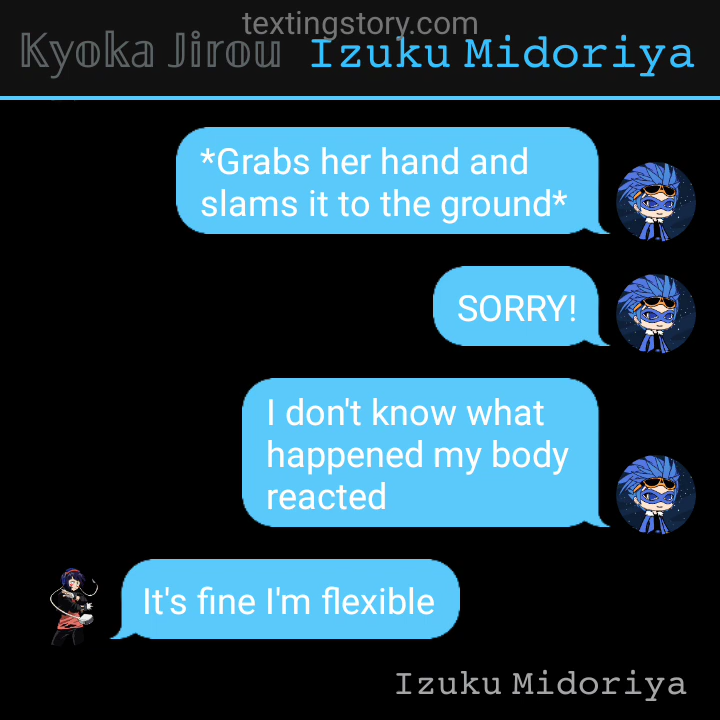 textingstory.com
𝕂yoka 𝕁irou Izuku Midoriya
*Grabs her hand and
slams it to the ground*
SORRY!
I don't know what
happened my body
reacted
It's fine I'm flexible
Izuku Midoriya